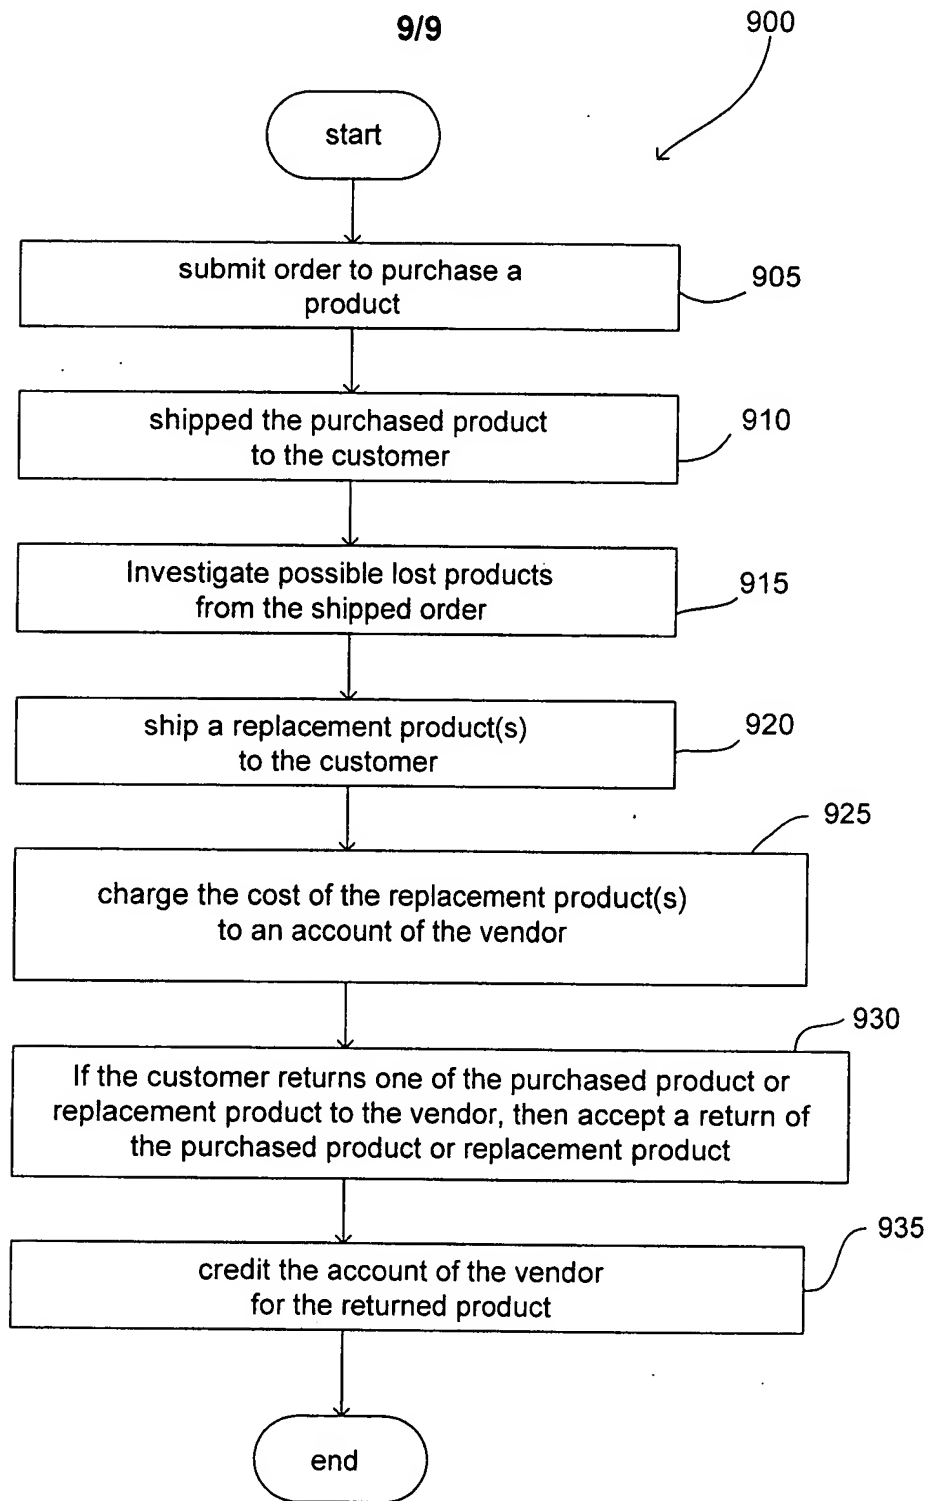 9/9
900
start
submit order to purchase a
product
905
shipped the purchased product
to the customer
910
Investigate possible lost products
from the shipped order
915
ship a replacement product(s)
to the customer
920
925
charge the cost of the replacement product(s)
to an account of the vendor
930
If the customer returns one of the purchased product or
replacement product to the vendor, then accept a return of
the purchased product or replacement product
935
credit the account of the vendor
for the returned product
end